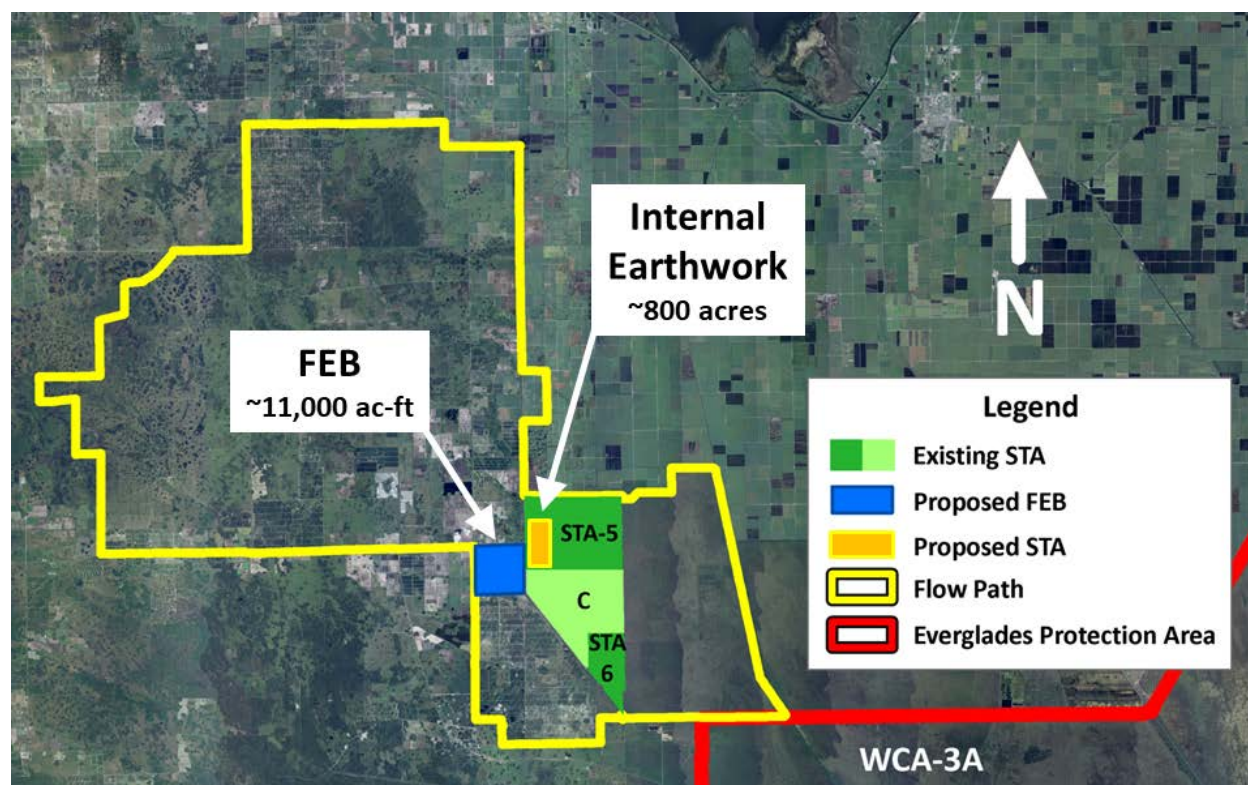 Internal
Earthwork
~800 acres
FEB
~11,000 ac-ft
N
Legend
Existing STA
Proposed FEB
Proposed STA
Flow Path
Everglades Protection Area
STA-5
C
STA
6
WCA-3A